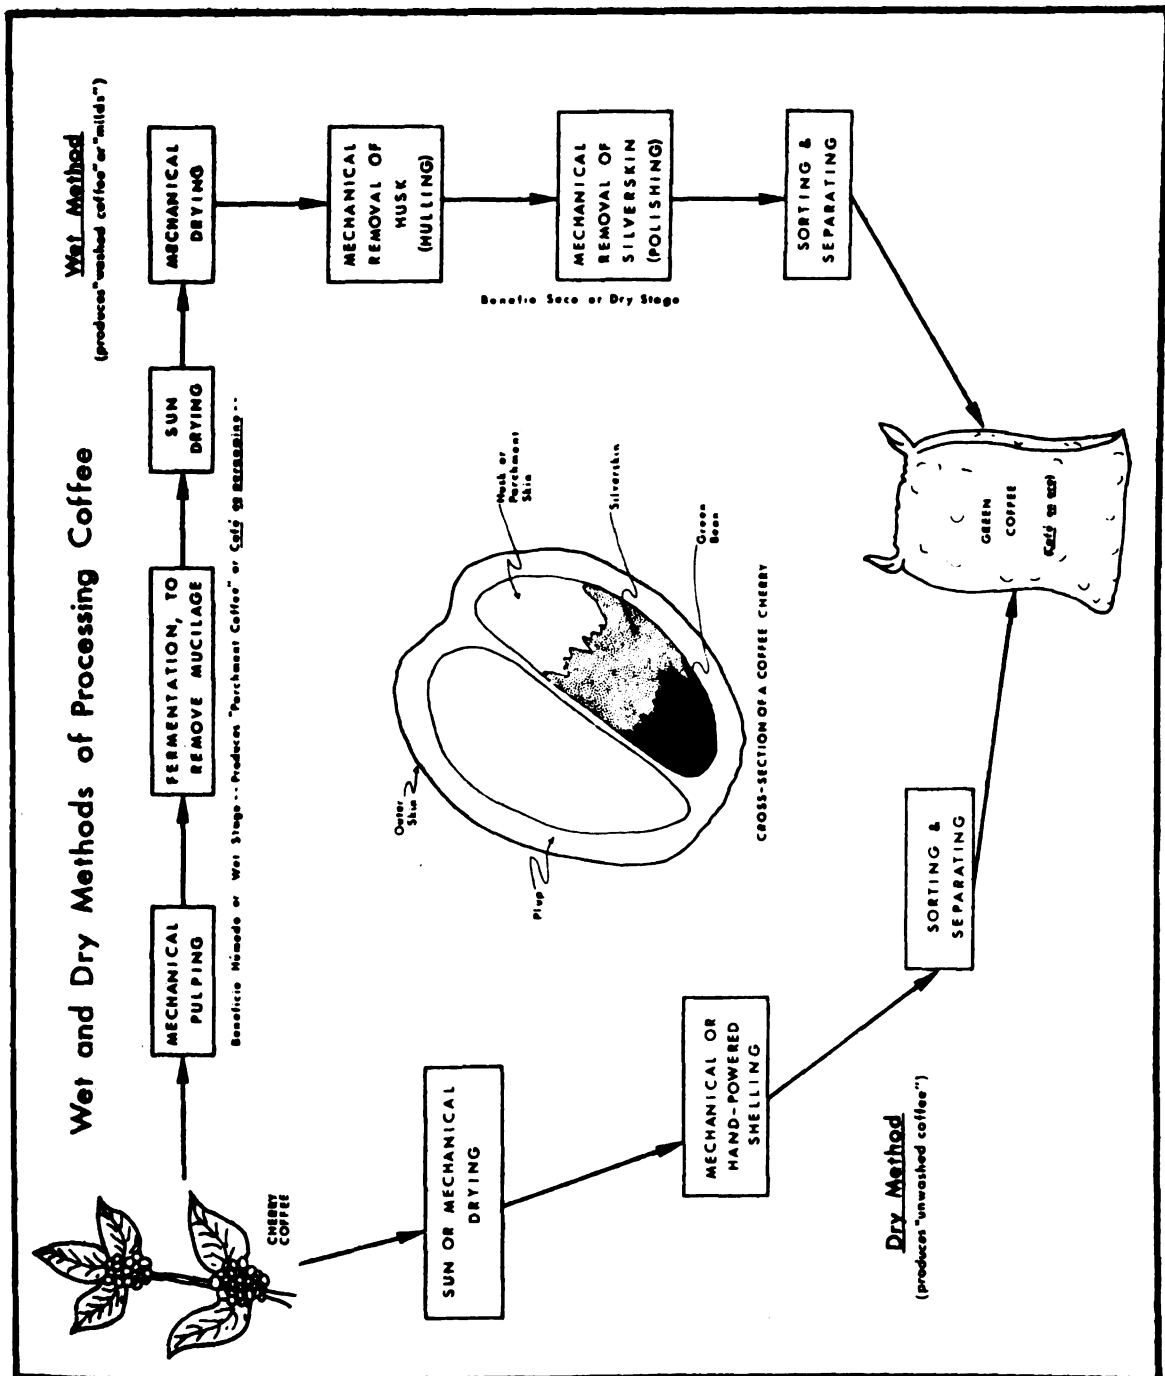 Wet and Dry Methods of Processing Coffee
Wet Method
(produces "washed coffee" or "milds")
CHERRY
COFFEE
MECHANICAL
PULPING
FERMENTATION, TO
REMOVE MUCILAGE
SUN
DRYING
MECHANICAL
DRYING
Beneficio Húmedo or Wet Stage--Produces "Parchment Coffee" or Café
MECHANICAL
REMOVAL OF
HUSK
(HULLING)
MECHANICAL
REMOVAL OF
SILVERSKIN
(POLISHING)
Benefio Seco or Dry Stage
SORTING &
SEPARATING
Outer
Skin
Plup
Husk or
Parchment
Skin
Silverskin
Green
Bean
CROSS-SECTION OF A COFFEE CHERRY
SUN OR MECHANICAL
DRYING
MECHANICAL OR
HAND-POWERED
SHELLING
SORTING &
SEPARATING
GREEN
COFFEE
Dry Method
(produces "unwashed coffee")